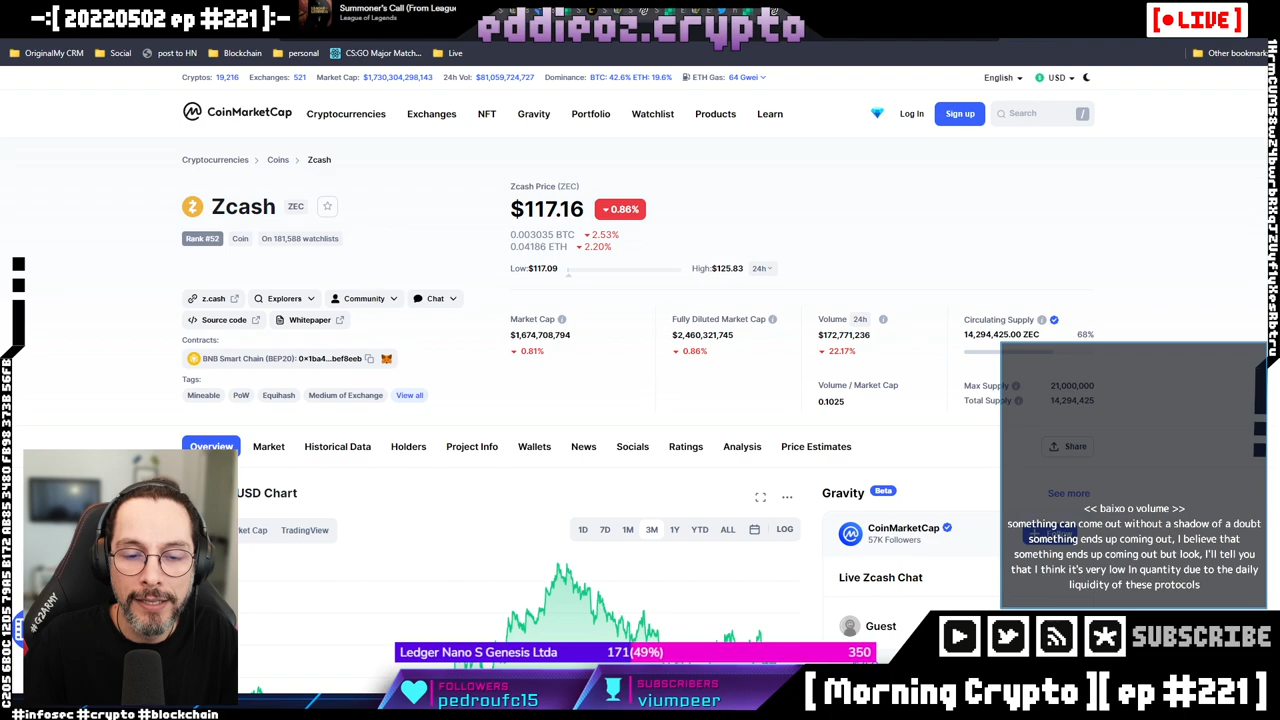 -:[ 20220502 ep #221 ]:-
Summoner's Call (From Leagu
League of Legends
eddieoz.crypto
[● LIVE]
OriginalMy CRM
Social
post to HN
Blockchain
personal
CS:GO Major Match...
Live
Other bookmark
Cryptos: 19,216 Exchanges: 521 Market Cap: $1,730,304,298,143 24h Vol: $81,059,724,727 Dominance: BTC: 42.6% ETH: 19.6% ETH Gas: 64 Gwei
English
USD
CoinMarketCap
Cryptocurrencies Exchanges NFT Gravity Portfolio Watchlist Products Learn
Log In
Sign up
Search /
Cryptocurrencies > Coins > Zcash
Zcash ZEC
Rank #52 Coin On 181,588 watchlists
Zcash Price (ZEC)
$117.16 0.86%
0.003035 BTC 2.53%
0.04186 ETH 2.20%
Low:$117.09 High:$125.83 24h
z.cash Explorers Community Chat
Source code Whitepaper
Contracts:
BNB Smart Chain (BEP20): 0x1ba4...bef8eeb
Tags:
Mineable PoW Equihash Medium of Exchange View all
Market Cap
$1,674,708,794
0.81%
Fully Diluted Market Cap
$2,460,321,745
0.86%
Volume 24h
$172,771,236
22.17%
Volume / Market Cap
0.1025
Circulating Supply
14,294,425.00 ZEC 68%
Max Supply 21,000,000
Total Supply 14,294,425
Overview Market Historical Data Holders Project Info Wallets News Socials Ratings Analysis Price Estimates
Share
USD Chart
ket Cap TradingView
1D 7D 1M 3M 1Y YTD ALL LOG
Gravity Beta
See more
CoinMarketCap
57K Followers
Live Zcash Chat
Guest
<< baixo o volume >>
something can come out without a shadow of a doubt
something ends up coming out, I believe that
something ends up coming out but look, I'll tell you
that I think it's very low In quantity due to the daily
liquidity of these protocols
Ledger Nano S Genesis Ltda 171(49%) 350
FOLLOWERS
pedroufc15
SUBSCRIBERS
vjumpeer
SUBSCRIBE
[ Morning Crypto ][ ep #221 ]
#infosec #crypto #blockchain